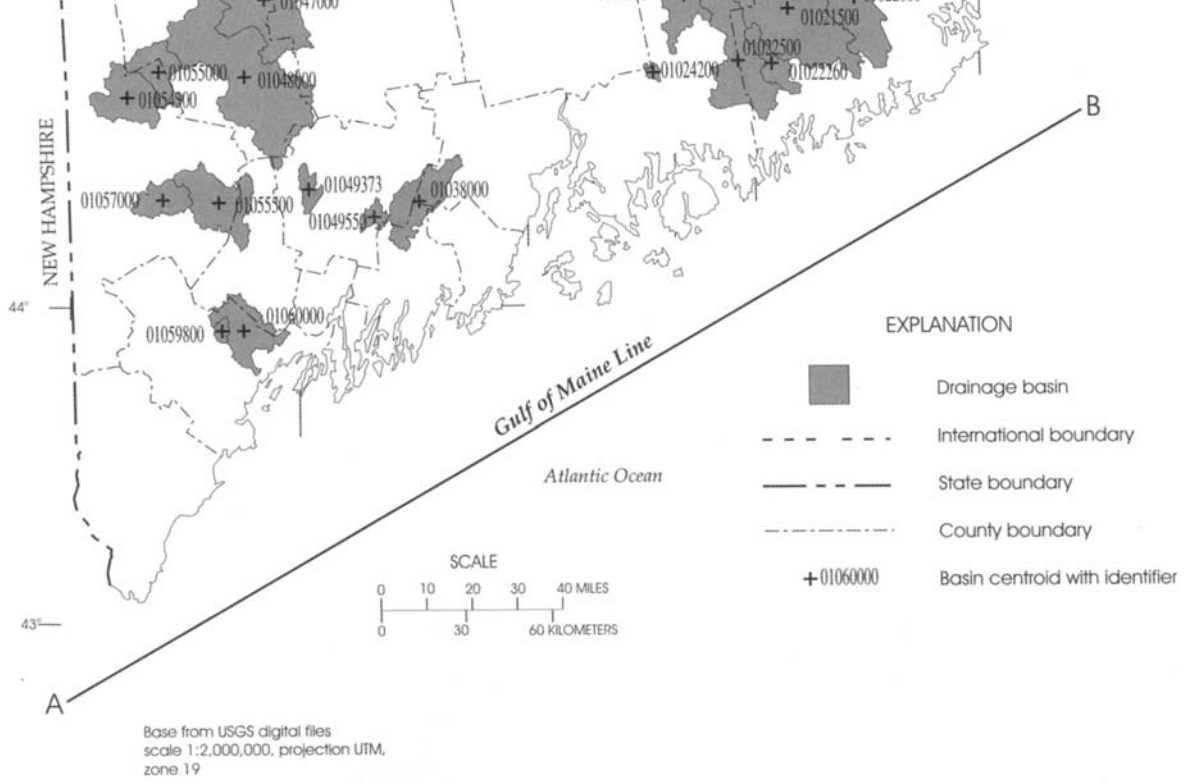 01047000
01021500
01055000
01048000
01024200
01032500
01022260
01054900
B
NEW HAMPSHIRE
01057000
01055500
01049373
01049550
01038000
44°
01059800
01060000
EXPLANATION
Drainage basin
Gulf of Maine Line
International boundary
Atlantic Ocean
State boundary
County boundary
SCALE
0 10 20 30 40 MILES
0 30 60 KILOMETERS
+01060000 Basin centroid with identifier
43°
A
Base from USGS digital files
scale 1:2,000,000, projection UTM,
zone 19